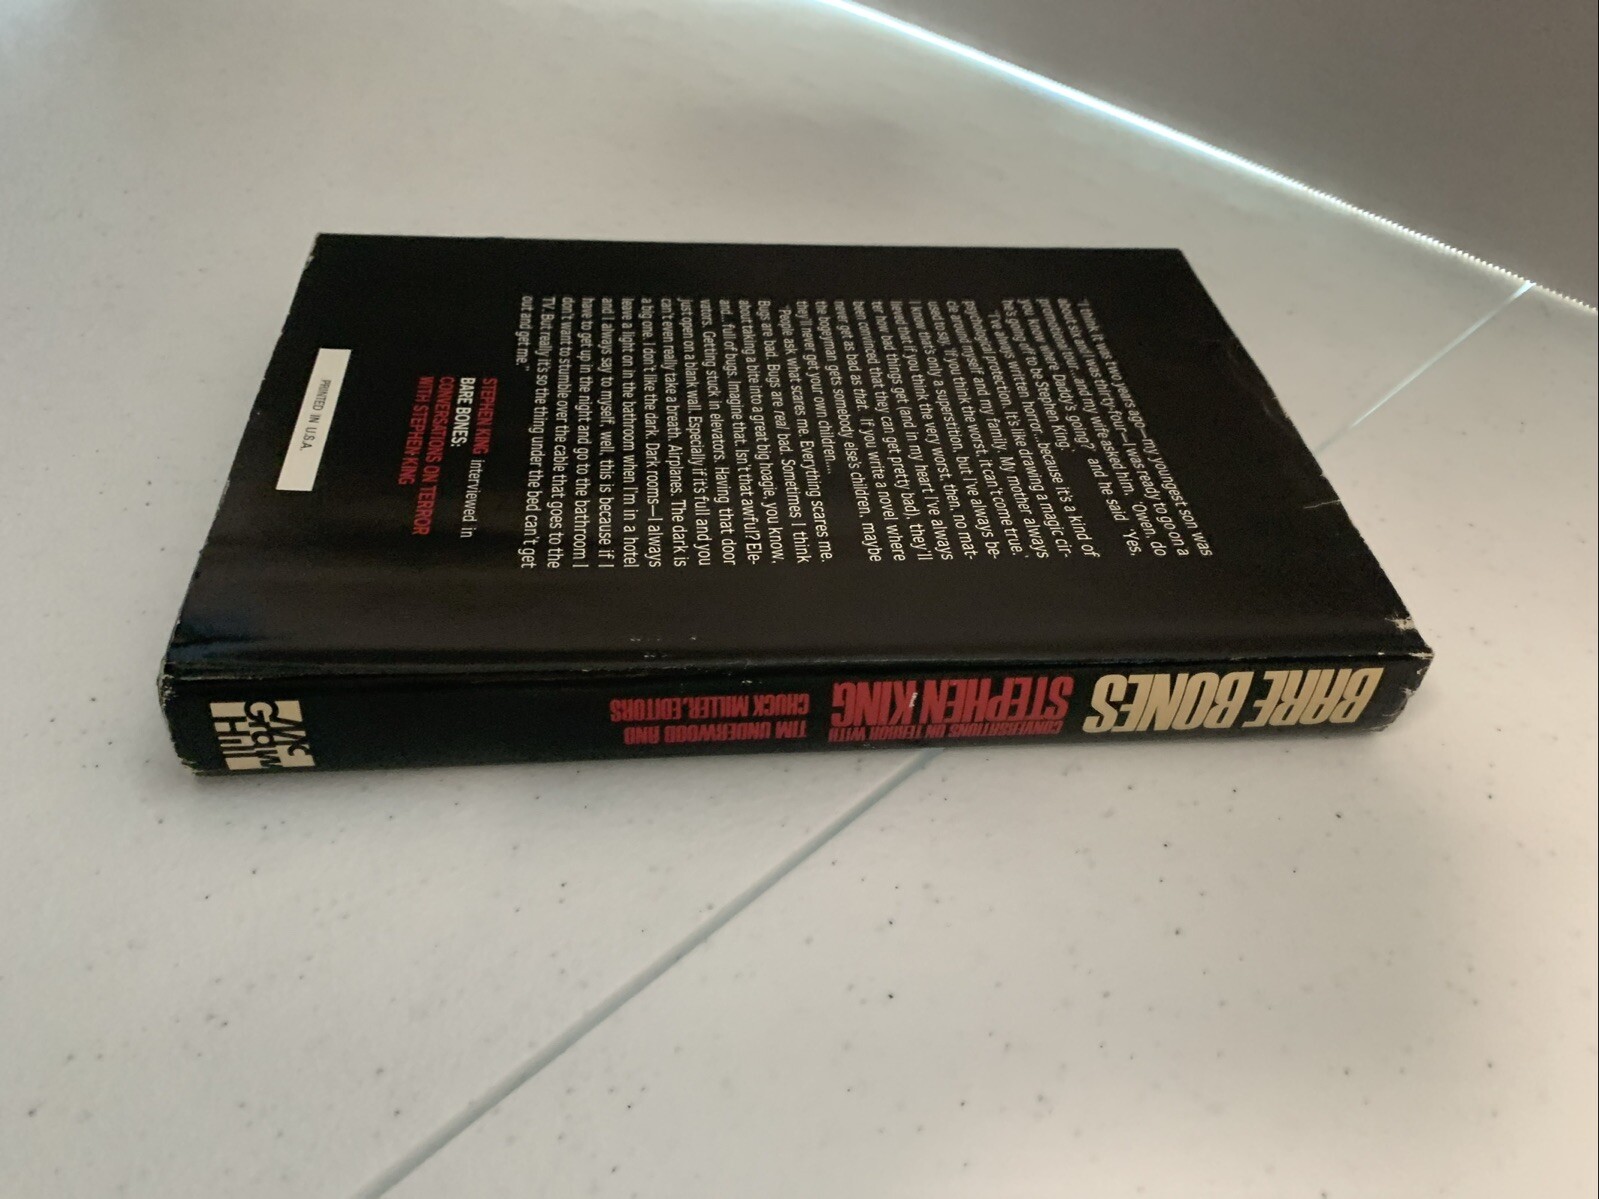 "I think it was two years ago—my youngest son was
about six and I was thirty-four—I was ready to go on a
promotional tour...and my wife asked him, 'Owen, do
you know where Daddy's going?' and he said 'Yes,
he's going off to be Stephen King.'
"I've always written horror...because it's a kind of
psychological protection. It's like drawing a magic cir-
cle around myself and my family. My mother always
used to say, 'If you think the worst, it can't come true.'
I know that's only a superstition, but I've always be-
lieved that if you think the very worst, then, no mat-
ter how bad things get (and in my heart I've always
been convinced that they can get pretty bad), they'll
never get as bad as that. If you write a novel where
the bogeyman gets somebody else's children, maybe
they'll never get your own children....
"People ask what scares me. Everything scares me.
Bugs are bad. Bugs are real bad. Sometimes I think
about taking a bite into a great big hoagie, you know,
and... full of bugs. Imagine that. Isn't that awful? Ele-
vators. Getting stuck in elevators. Having that door
just open on a blank wall. Especially if it's full and you
can't even really take a breath. Airplanes. The dark is
a big one. I don't like the dark. Dark rooms—I always
leave a light on in the bathroom when I'm in a hotel
and I always say to myself, well, this is because if I
have to get up in the night and go to the bathroom I
don't want to stumble over the cable that goes to the
TV. But really it's so the thing under the bed can't get
out and get me."
STEPHEN KING interviewed in
BARE BONES:
CONVERSATIONS ON TERROR
WITH STEPHEN KING
PRINTED IN U.S.A.
BARE BONES
CONVERSATIONS ON TERROR WITH
STEPHEN KING
TIM UNDERWOOD AND
CHUCK MILLER, EDITORS
Mc
Graw
Hill